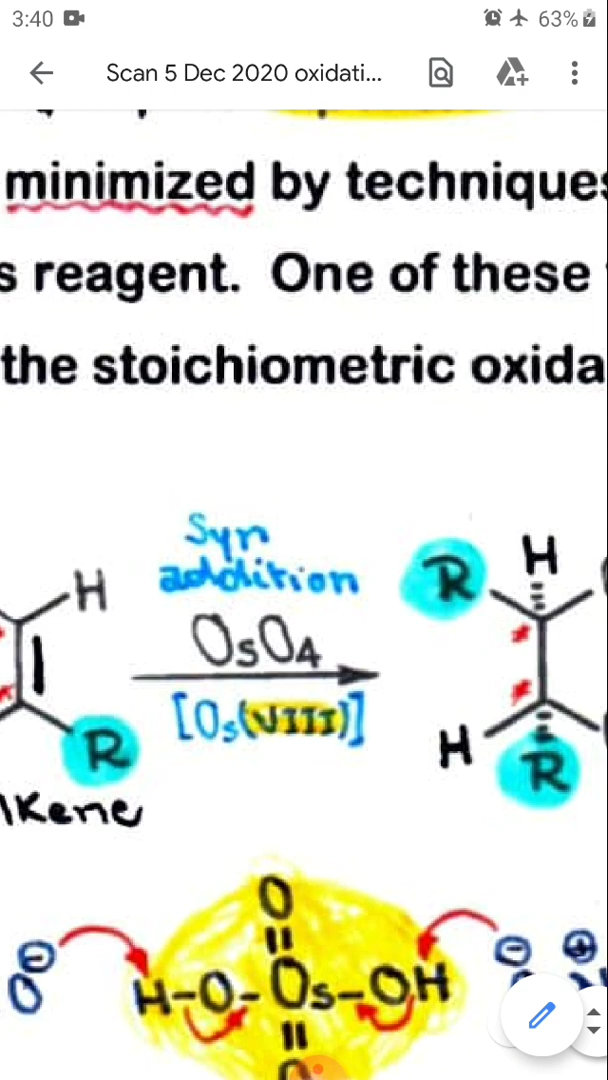 3:40 63%
Scan 5 Dec 2020 oxidati...
minimized by techniques
s reagent. One of these
the stoichiometric oxida
Syn
addition
H
H R
OsO4
[Os(VIII)]
R
H
R
lkene
O
H-O-Os-OH
O